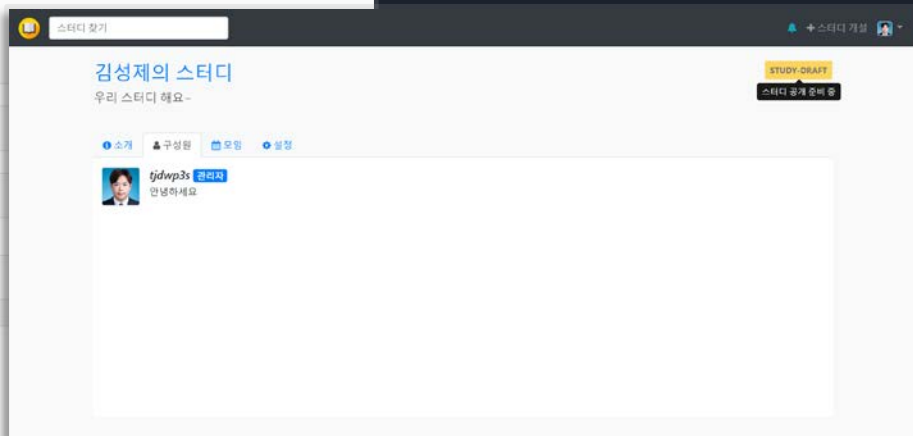 스터디 찾기
스터디 개설
김성제의 스터디
STUDY-DRAFT
우리 스터디 해요~
스터디 공개 준비 중
소개 구성원 모임 설정
tjdwp3s 관리자
안녕하세요